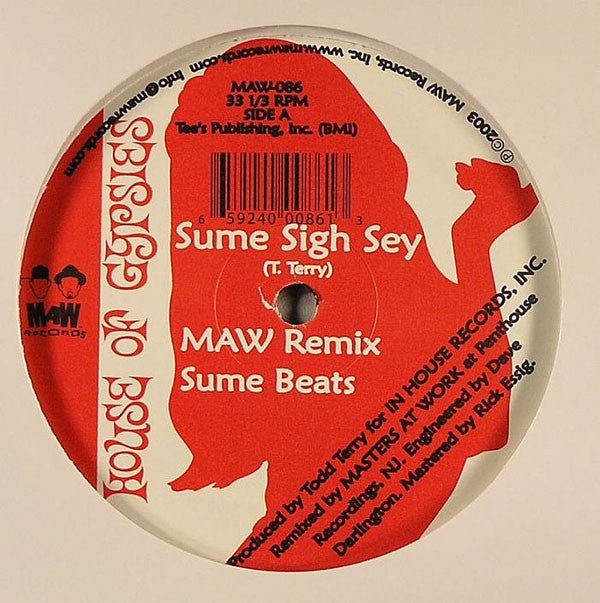 ℗©2003 MAW Records, Inc. www.mawrecords.com info@mawrecords.com
MAW-086
33 1/3 RPM
SIDE A
Tee's Publishing, Inc. (BMI)
6 59240 00861 3
HOUSE OF GYPSIES
Sume Sigh Sey
(T. Terry)
MAW
RECORDS
MAW Remix
Sume Beats
Produced by Todd Terry for IN HOUSE RECORDS, INC.
Remixed by MASTERS AT WORK at Penthouse
Recordings, NJ. Engineered by Dave
Darlington. Mastered by Rick Essig.